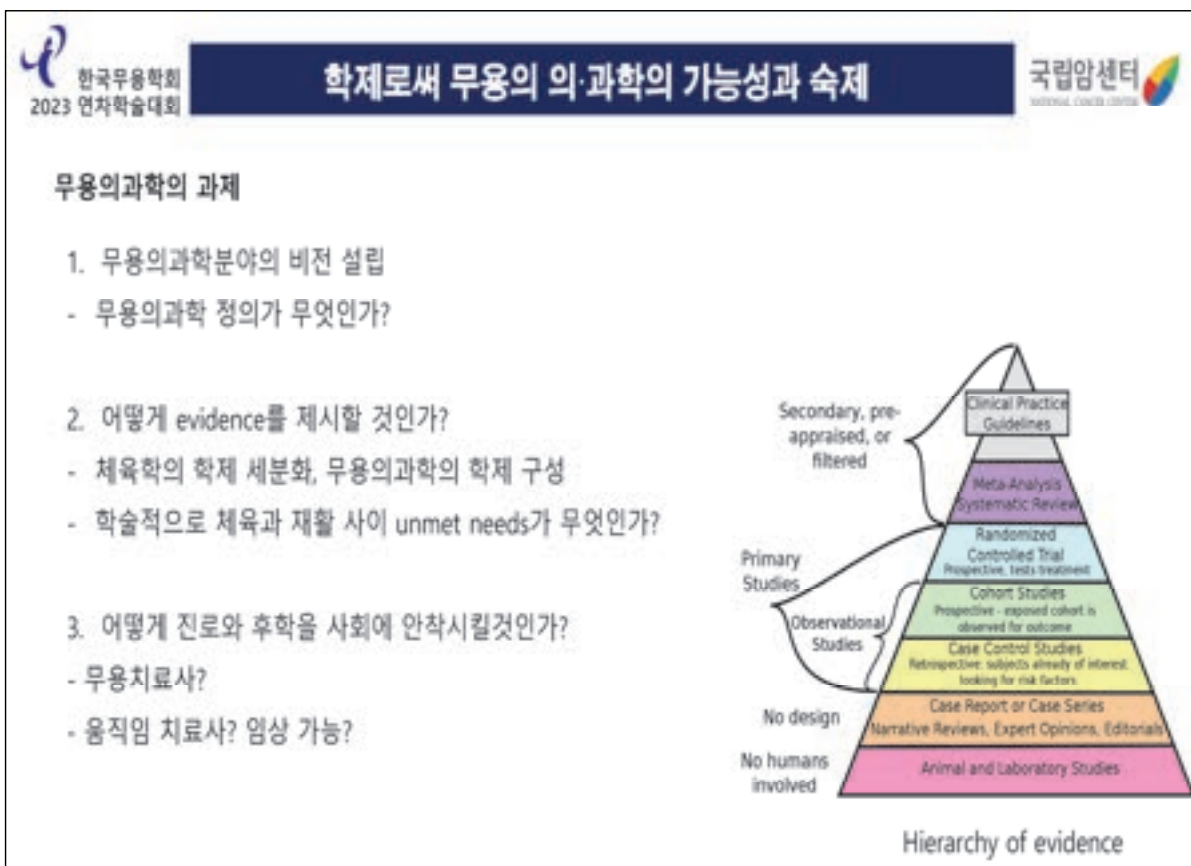 한국무용학회
2023 연차학술대회
학제로써 무용의 의·과학의 가능성과 숙제
국립암센터
NATIONAL CANCER CENTER
무용의과학의 과제
1. 무용의과학분야의 비전 설립
- 무용의과학 정의가 무엇인가?
2. 어떻게 evidence를 제시할 것인가?
- 체육학의 학제 세분화, 무용의과학의 학제 구성
- 학술적으로 체육과 재활 사이 unmet needs가 무엇인가?
3. 어떻게 진로와 후학을 사회에 안착시킬것인가?
- 무용치료사?
- 움직임 치료사? 임상 가능?
Secondary, pre-
appraised, or
filtered
Primary
Studies
Observational
Studies
No design
No humans
involved
Clinical Practice
Guidelines
Meta-Analysis
Systematic Review
Randomized
Controlled Trial
Prospective, tests treatment
Cohort Studies
Prospective - exposed cohort is
observed for outcome
Case Control Studies
Retrospective: subjects already of interest
looking for risk factors
Case Report or Case Series
Narrative Reviews, Expert Opinions, Editorials
Animal and Laboratory Studies
Hierarchy of evidence